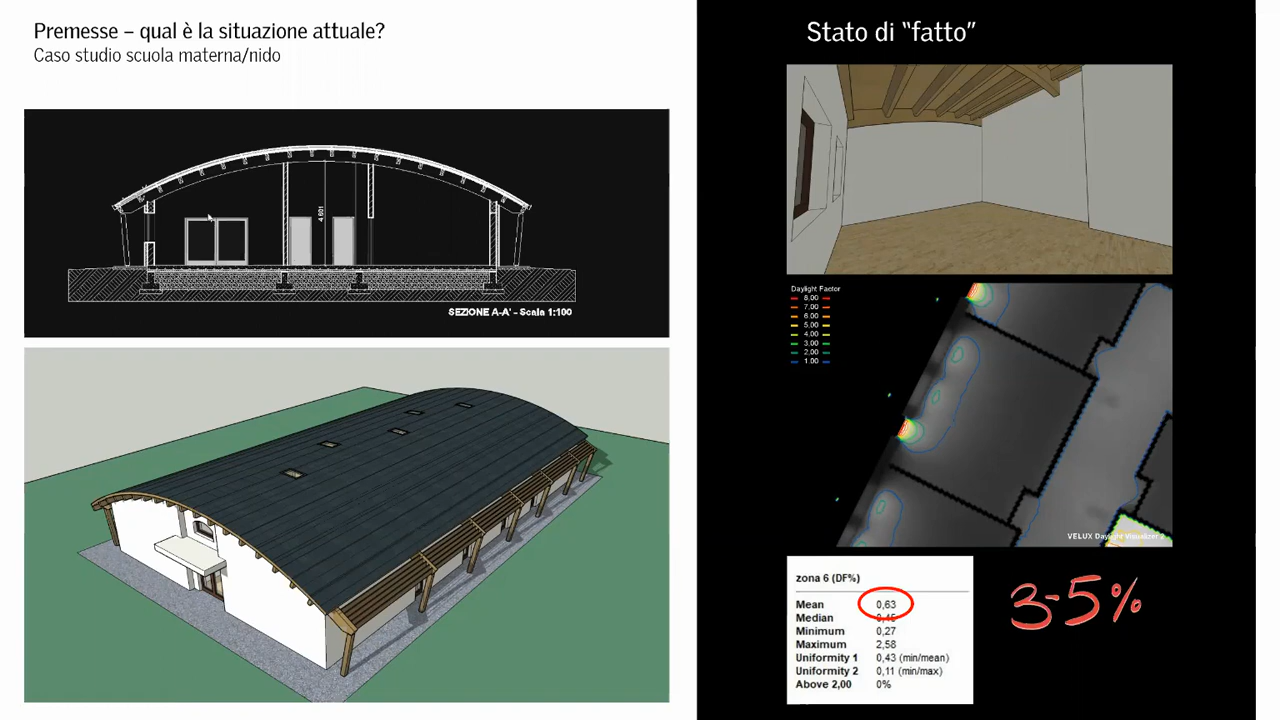 Premesse – qual è la situazione attuale?
Caso studio scuola materna/nido
4.601
SEZIONE A-A' - Scala 1:100
Stato di “fatto”
Daylight Factor
8.00
7.00
6.00
5.00
4.00
3.00
2.00
1.00
VELUX Daylight Visualizer 2
zona 6 (DF%)
Mean 0,63
Median 0,45
Minimum 0,27
Maximum 2,58
Uniformity 1 0,43 (min/mean)
Uniformity 2 0,11 (min/max)
Above 2,00 0%
3-5%